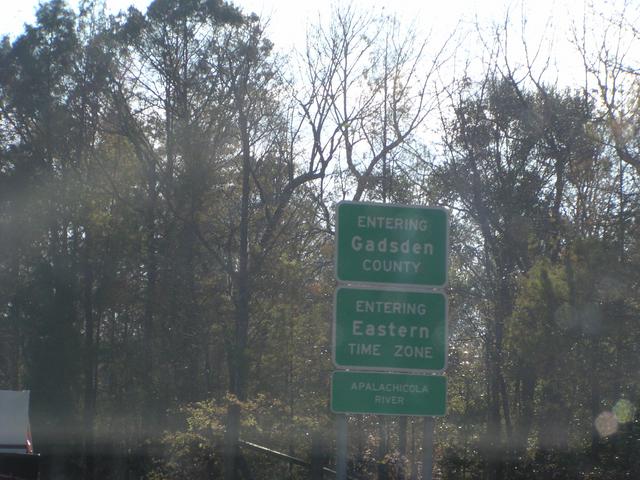 ENTERING
Gadsden
COUNTY
ENTERING
Eastern
TIME ZONE
APALACHICOLA
RIVER